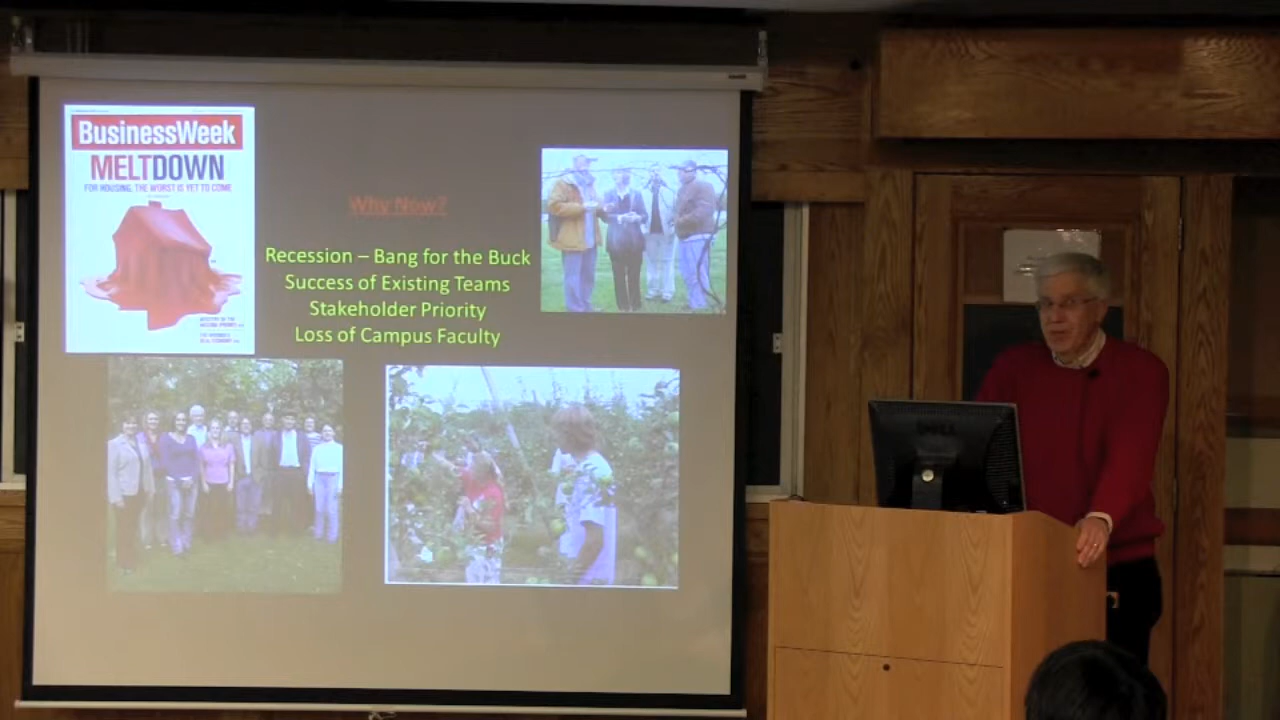 BusinessWeek
MELTDOWN
FOR HOUSING, THE WORST IS YET TO COME
Why Now?
Recession – Bang for the Buck
Success of Existing Teams
Stakeholder Priority
Loss of Campus Faculty
DELL